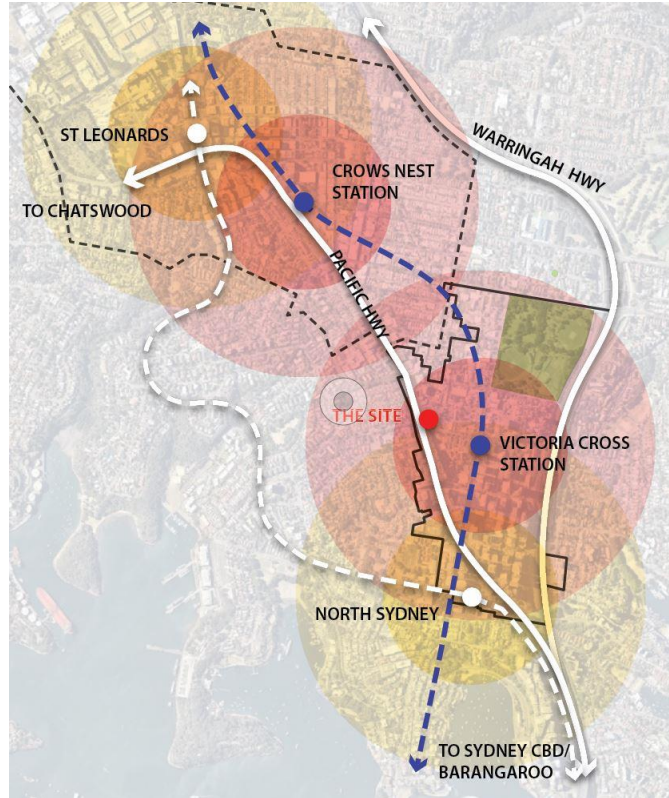 WARRINGAH HWY
ST LEONARDS
CROWS NEST
STATION
TO CHATSWOOD
PACIFIC HWY
THE SITE
VICTORIA CROSS
STATION
NORTH SYDNEY
TO SYDNEY CBD/
BARANGAROO